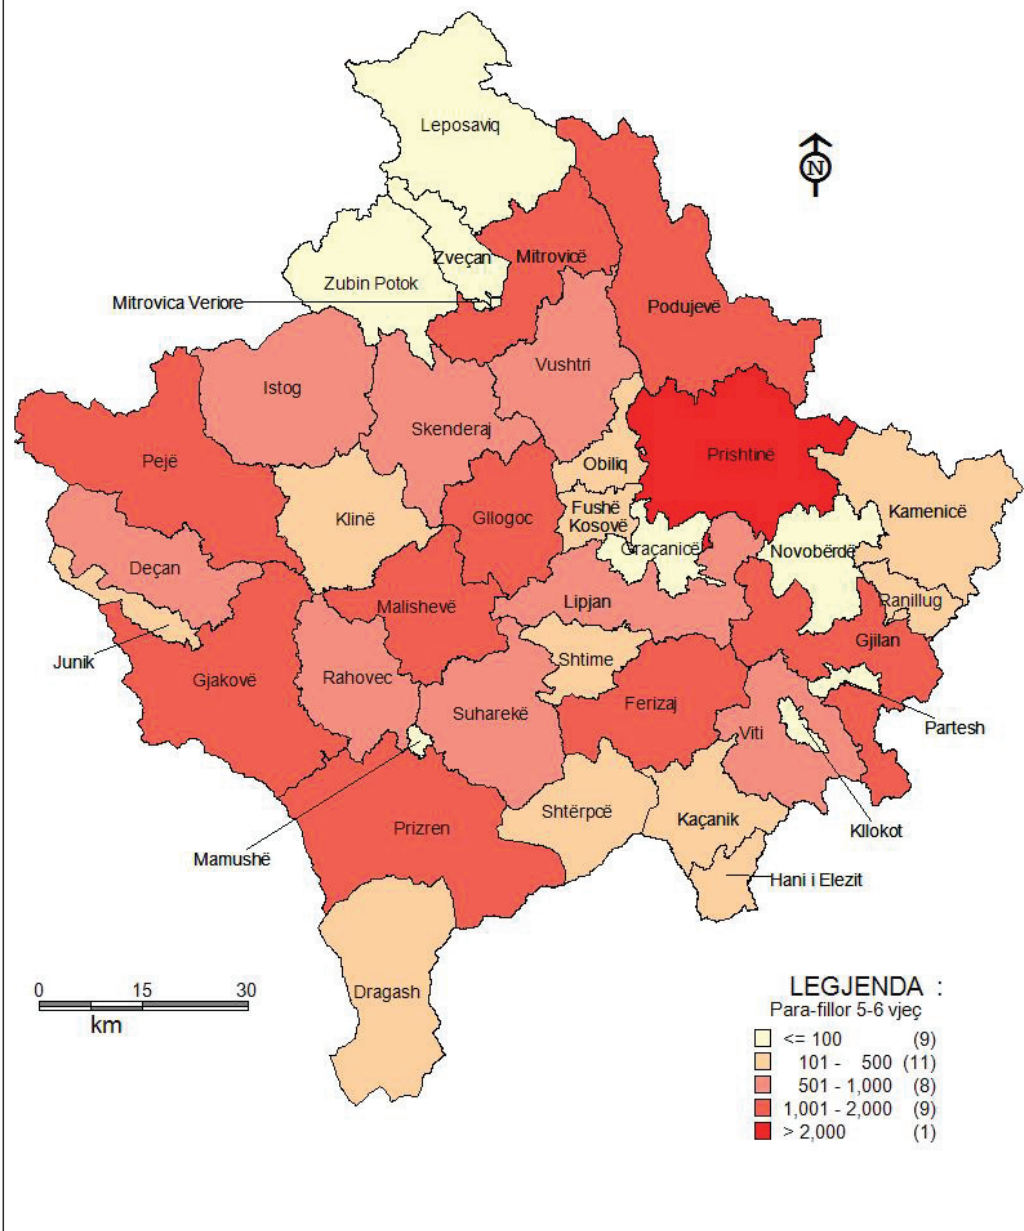 Leposaviq
N
Zveçan
Mitrovicë
Zubin Potok
Mitrovica Veriore
Podujevë
Vushtri
Istog
Skenderaj
Pejë
Obiliq
Prishtinë
Klinë
Gllogoc
Fushë
Kosovë
Kamenicë
Graçanicë
Novobërdë
Deçan
Malishevë
Lipjan
Ranillug
Junik
Shtime
Gjilan
Gjakovë
Rahovec
Suharekë
Ferizaj
Viti
Partesh
Shtërpcë
Kaçanik
Prizren
Kllokot
Mamushë
Hani i Elezit
Dragash
0 15 30
km
LEGJENDA :
Para-fillor 5-6 vjeç
<= 100 (9)
101 - 500 (11)
501 - 1,000 (8)
1,001 - 2,000 (9)
> 2,000 (1)